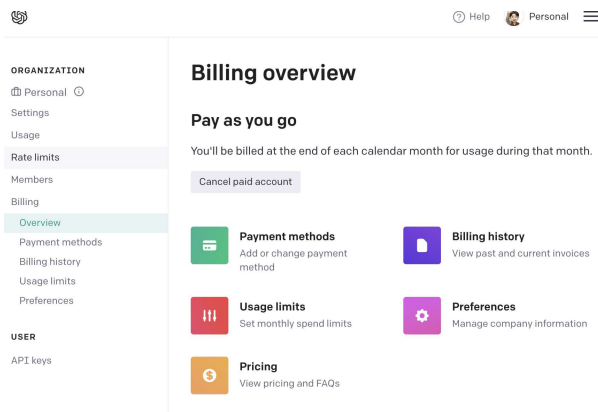 Help
Personal
ORGANIZATION
Personal
Settings
Usage
Rate limits
Members
Billing
Overview
Payment methods
Billing history
Usage limits
Preferences
USER
API keys
Billing overview
Pay as you go
You'll be billed at the end of each calendar month for usage during that month.
Cancel paid account
Payment methods
Add or change payment
method
Billing history
View past and current invoices
Usage limits
Set monthly spend limits
Preferences
Manage company information
Pricing
View pricing and FAQs